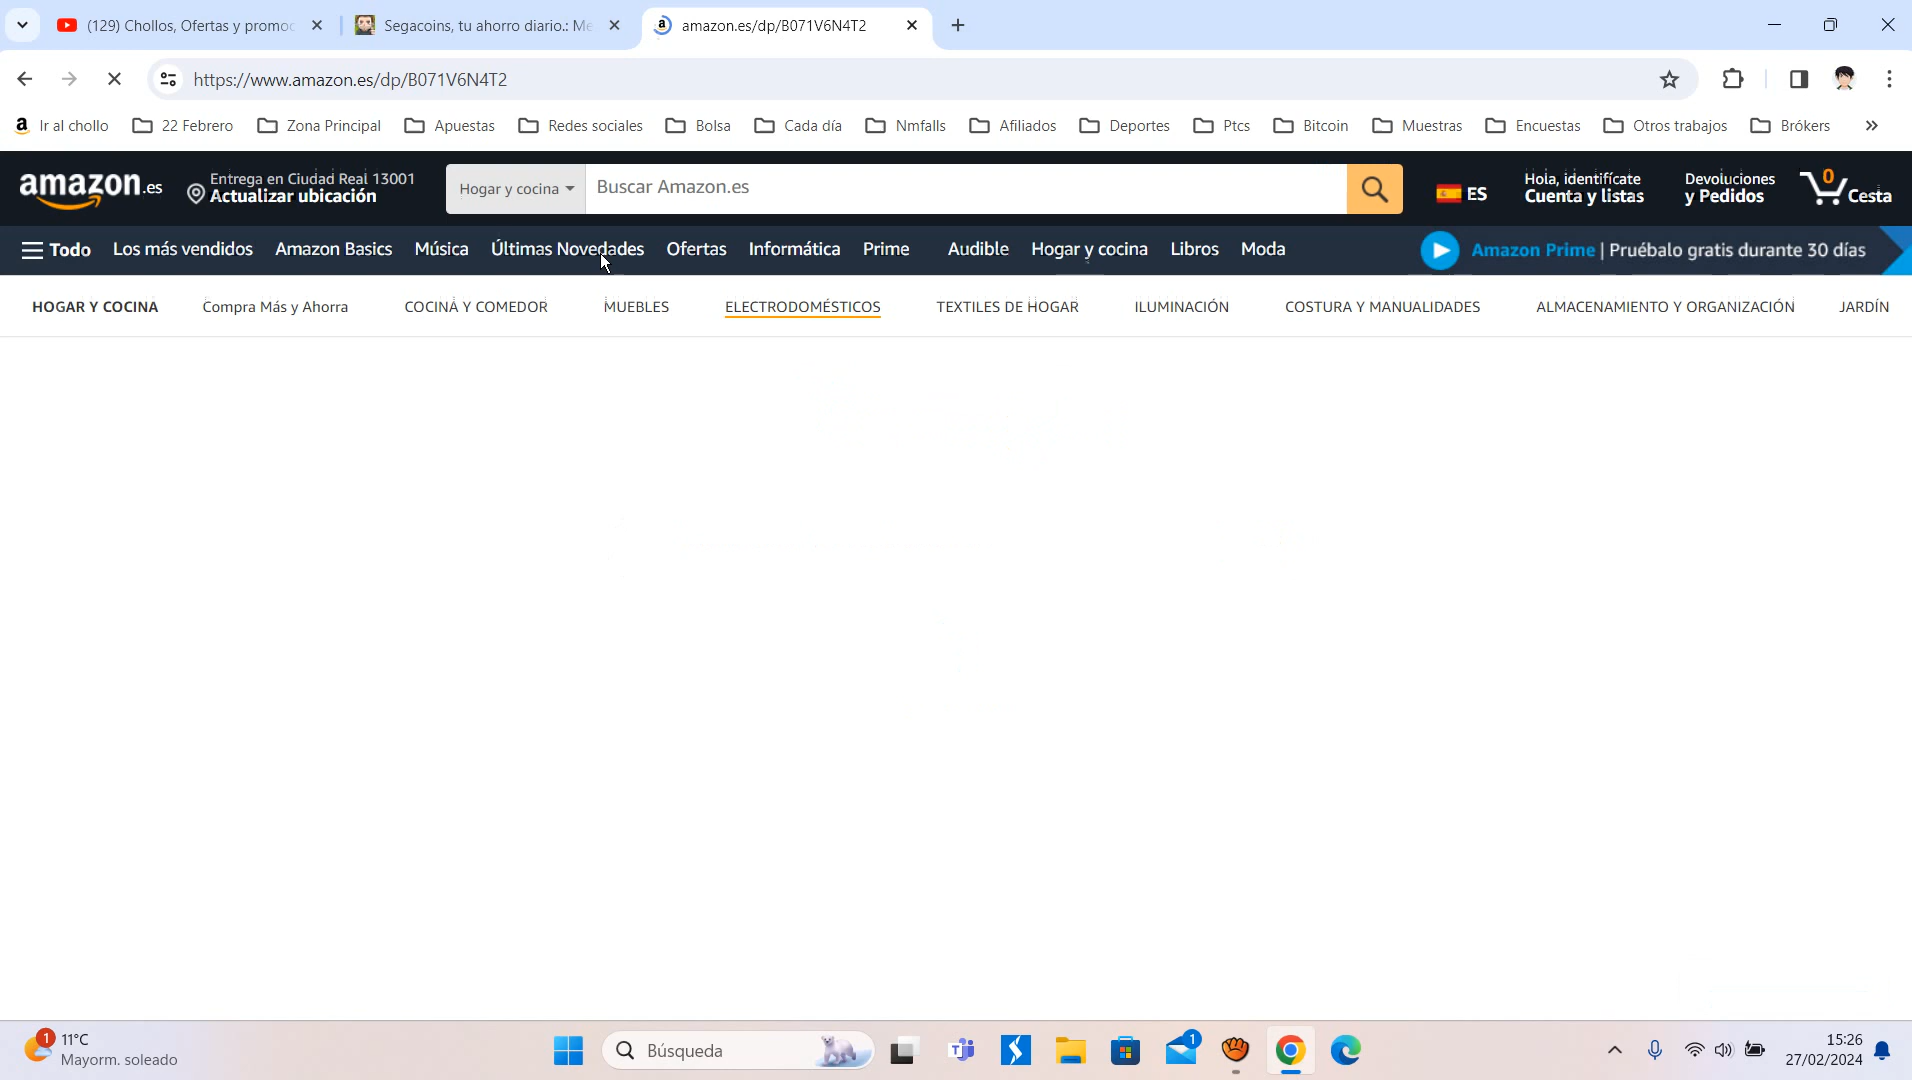 (129) Chollos, Ofertas y promoc
Segacoins, tu ahorro diario.: Me
amazon.es/dp/B071V6N4T2
https://www.amazon.es/dp/B071V6N4T2
Ir al chollo
22 Febrero
Zona Principal
Apuestas
Redes sociales
Bolsa
Cada día
Nmfalls
Afiliados
Deportes
Ptcs
Bitcoin
Muestras
Encuestas
Otros trabajos
Brókers
amazon.es
Entrega en Ciudad Real 13001
Actualizar ubicación
Hogar y cocina
Buscar Amazon.es
ES
Hola, identifícate
Cuenta y listas
Devoluciones
y Pedidos
0
Cesta
Todo
Los más vendidos
Amazon Basics
Música
Últimas Novedades
Ofertas
Informática
Prime
Audible
Hogar y cocina
Libros
Moda
Amazon Prime | Pruébalo gratis durante 30 días
HOGAR Y COCINA
Compra Más y Ahorra
COCINA Y COMEDOR
MUEBLES
ELECTRODOMÉSTICOS
TEXTILES DE HOGAR
ILUMINACIÓN
COSTURA Y MANUALIDADES
ALMACENAMIENTO Y ORGANIZACIÓN
JARDÍN
1
11°C
Mayorm. soleado
Búsqueda
1
15:26
27/02/2024